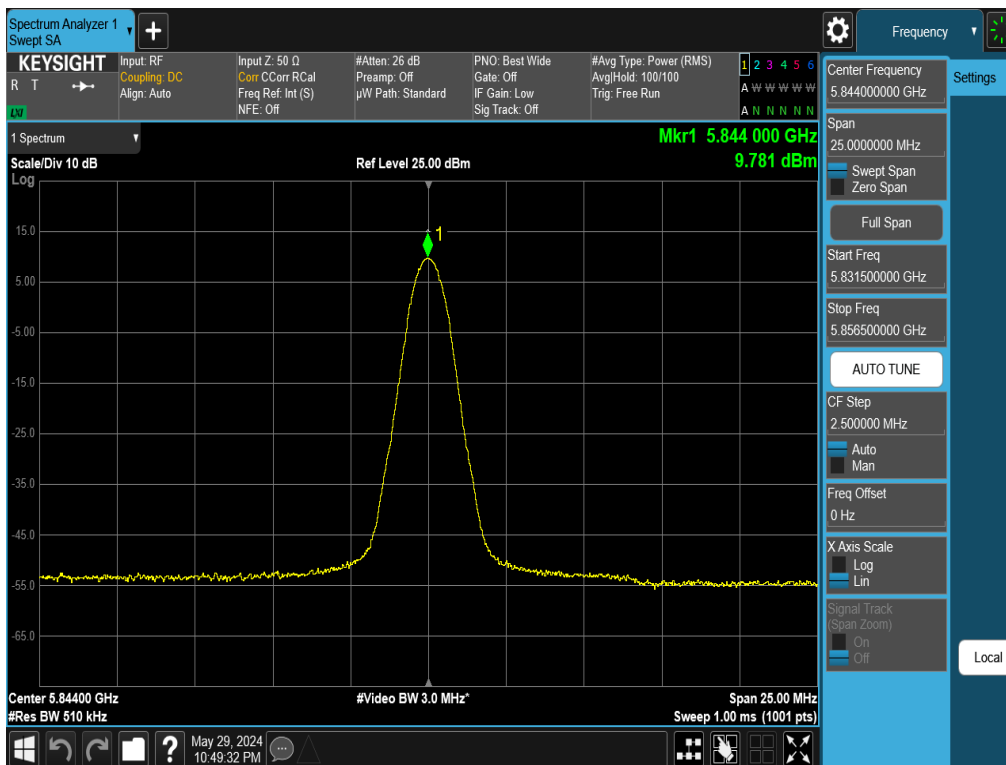 Spectrum Analyzer 1
Swept SA
Frequency
KEYSIGHT
R T
LXI
Input: RF
Coupling: DC
Align: Auto
Input Z: 50 Ω
Corr CCorr RCal
Freq Ref: Int (S)
NFE: Off
#Atten: 26 dB
Preamp: Off
µW Path: Standard
PNO: Best Wide
Gate: Off
IF Gain: Low
Sig Track: Off
#Avg Type: Power (RMS)
Avg|Hold: 100/100
Trig: Free Run
1 2 3 4 5 6
A W W W W W
A N N N N N
1 Spectrum
Scale/Div 10 dB
Log
Ref Level 25.00 dBm
Mkr1 5.844 000 GHz
9.781 dBm
1
15.0
5.00
-5.00
-15.0
-25.0
-35.0
-45.0
-55.0
-65.0
Center 5.84400 GHz
#Res BW 510 kHz
#Video BW 3.0 MHz*
Span 25.00 MHz
Sweep 1.00 ms (1001 pts)
Center Frequency
5.844000000 GHz
Span
25.0000000 MHz
Swept Span
Zero Span
Full Span
Start Freq
5.831500000 GHz
Stop Freq
5.856500000 GHz
AUTO TUNE
CF Step
2.500000 MHz
Auto
Man
Freq Offset
0 Hz
X Axis Scale
Log
Lin
Signal Track
(Span Zoom)
On
Off
Settings
Local
?
May 29, 2024
10:49:32 PM